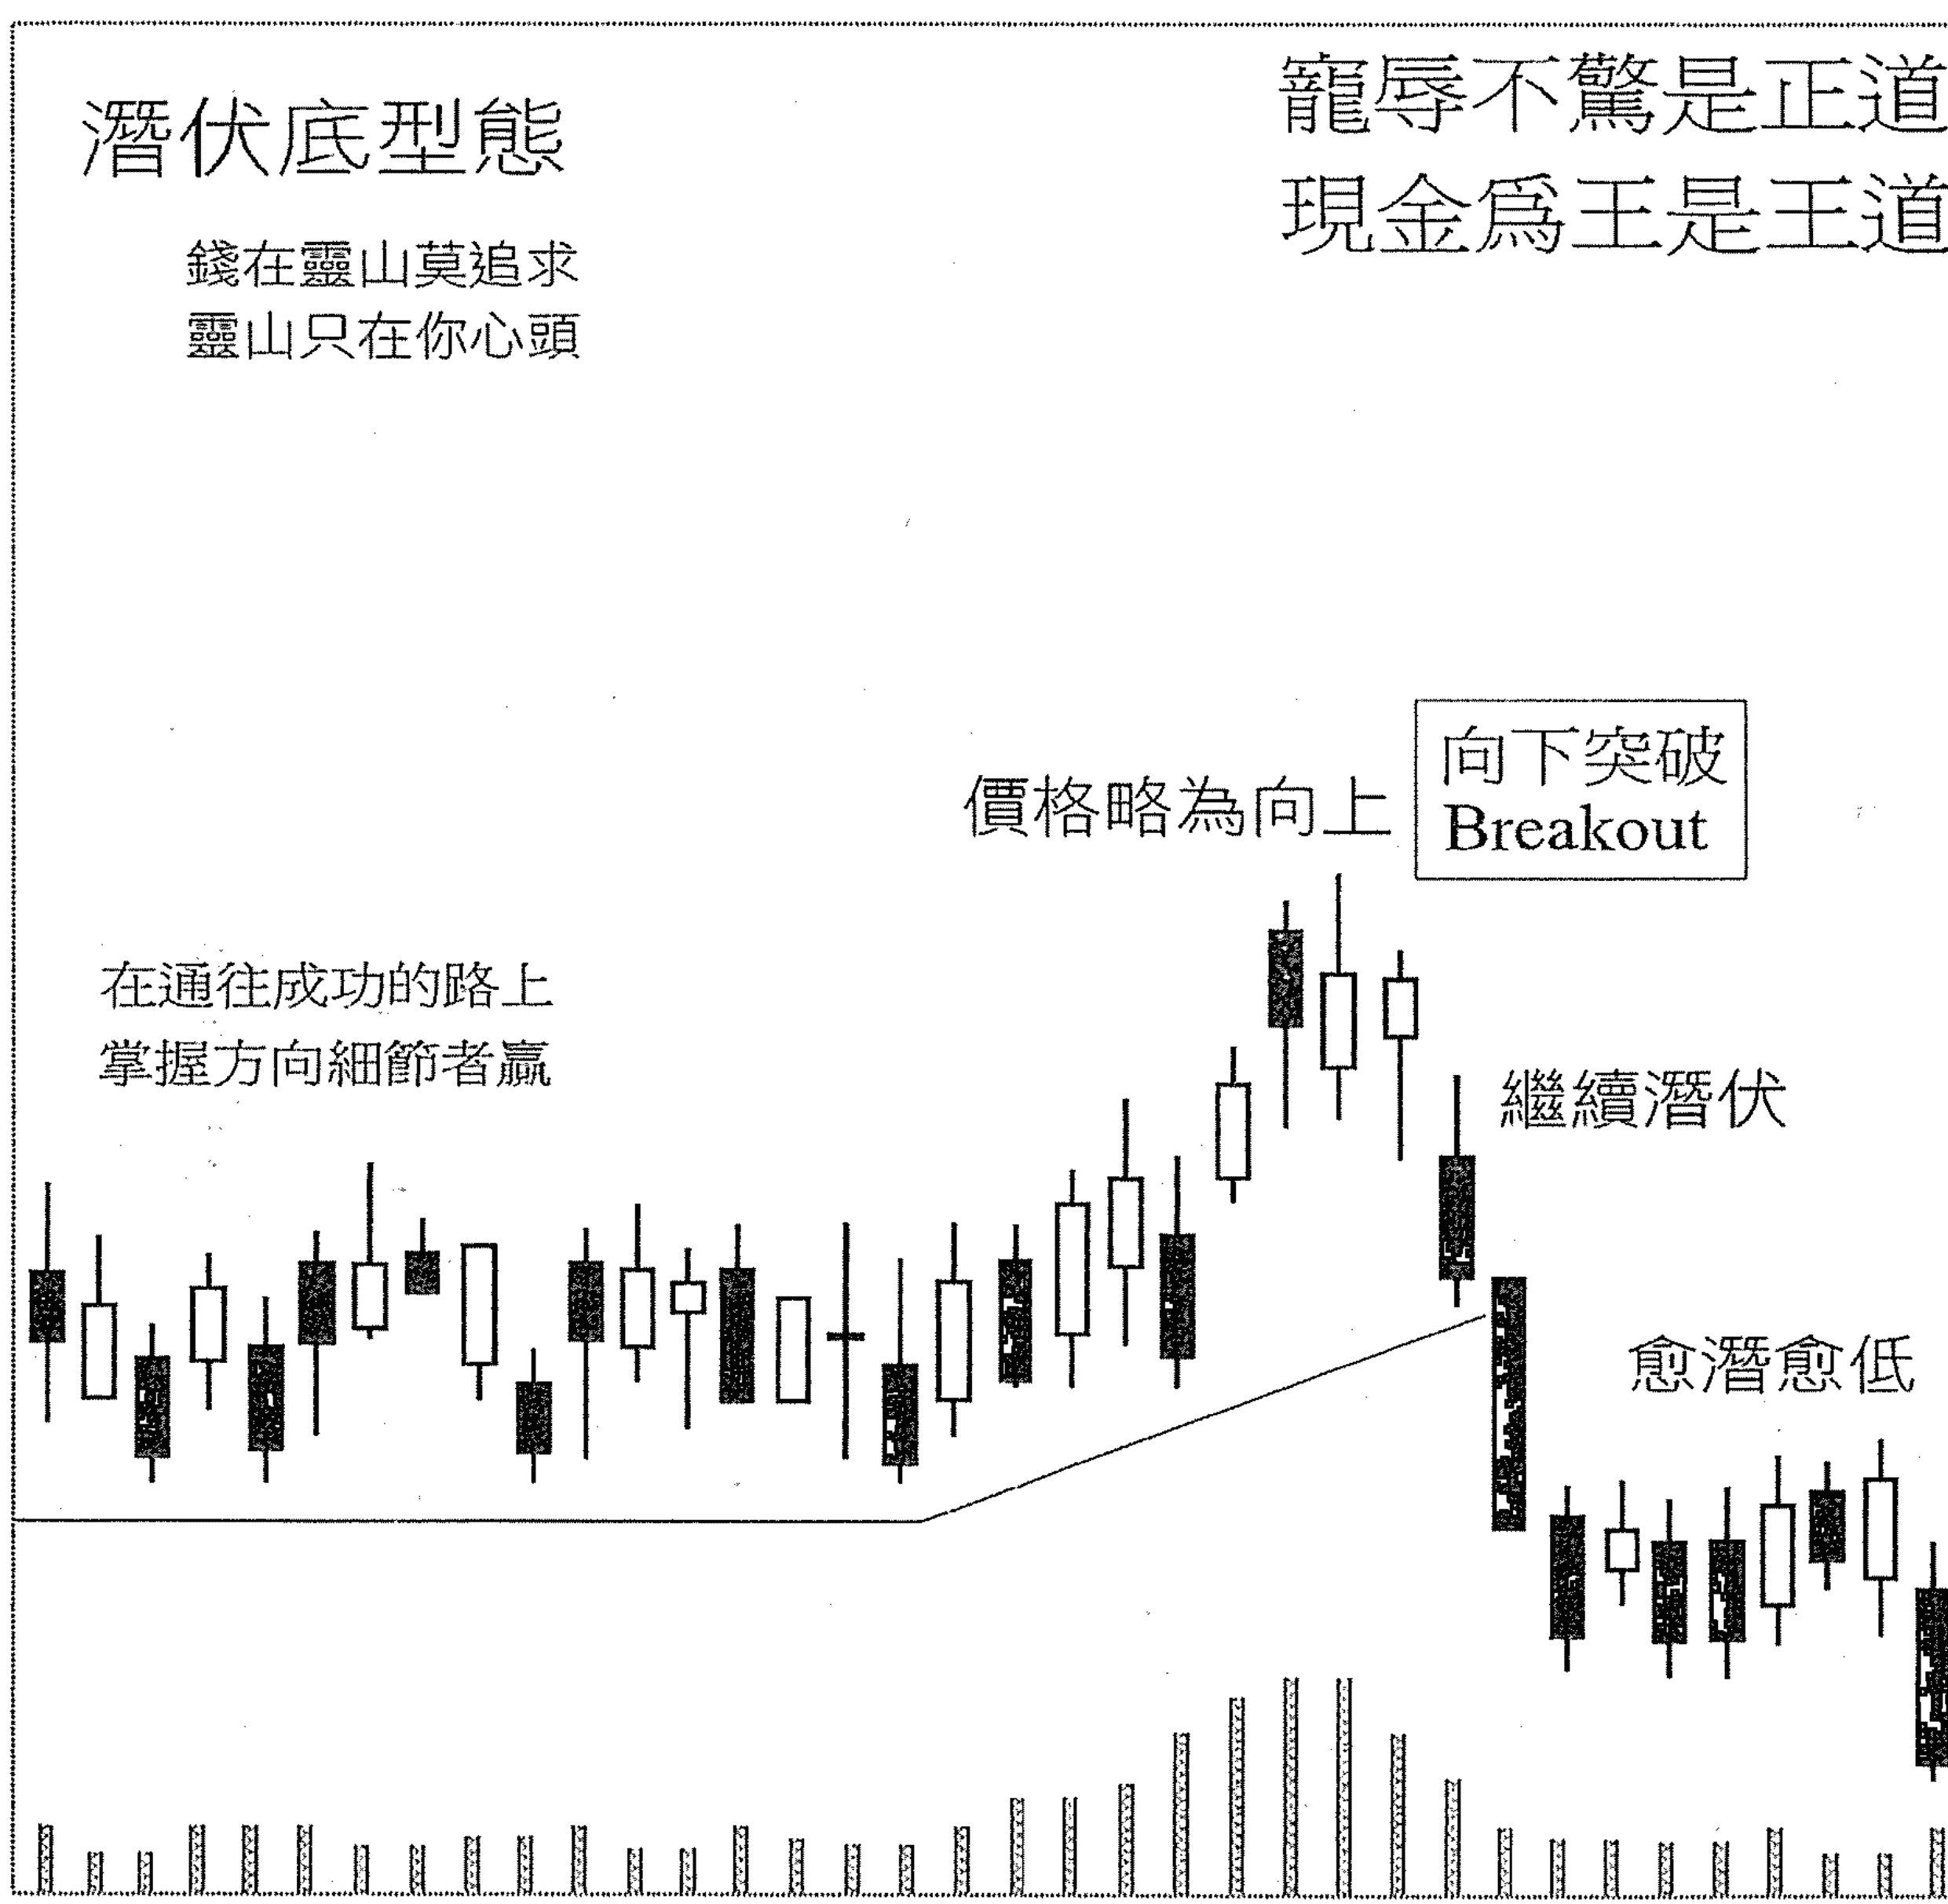 潛伏底型態
錢在靈山莫追求
靈山只在你心頭
寵辱不驚是正道
現金爲王是王道
價格略為向上
向下突破
Breakout
在通往成功的路上
掌握方向細節者贏
繼續潛伏
愈潛愈低